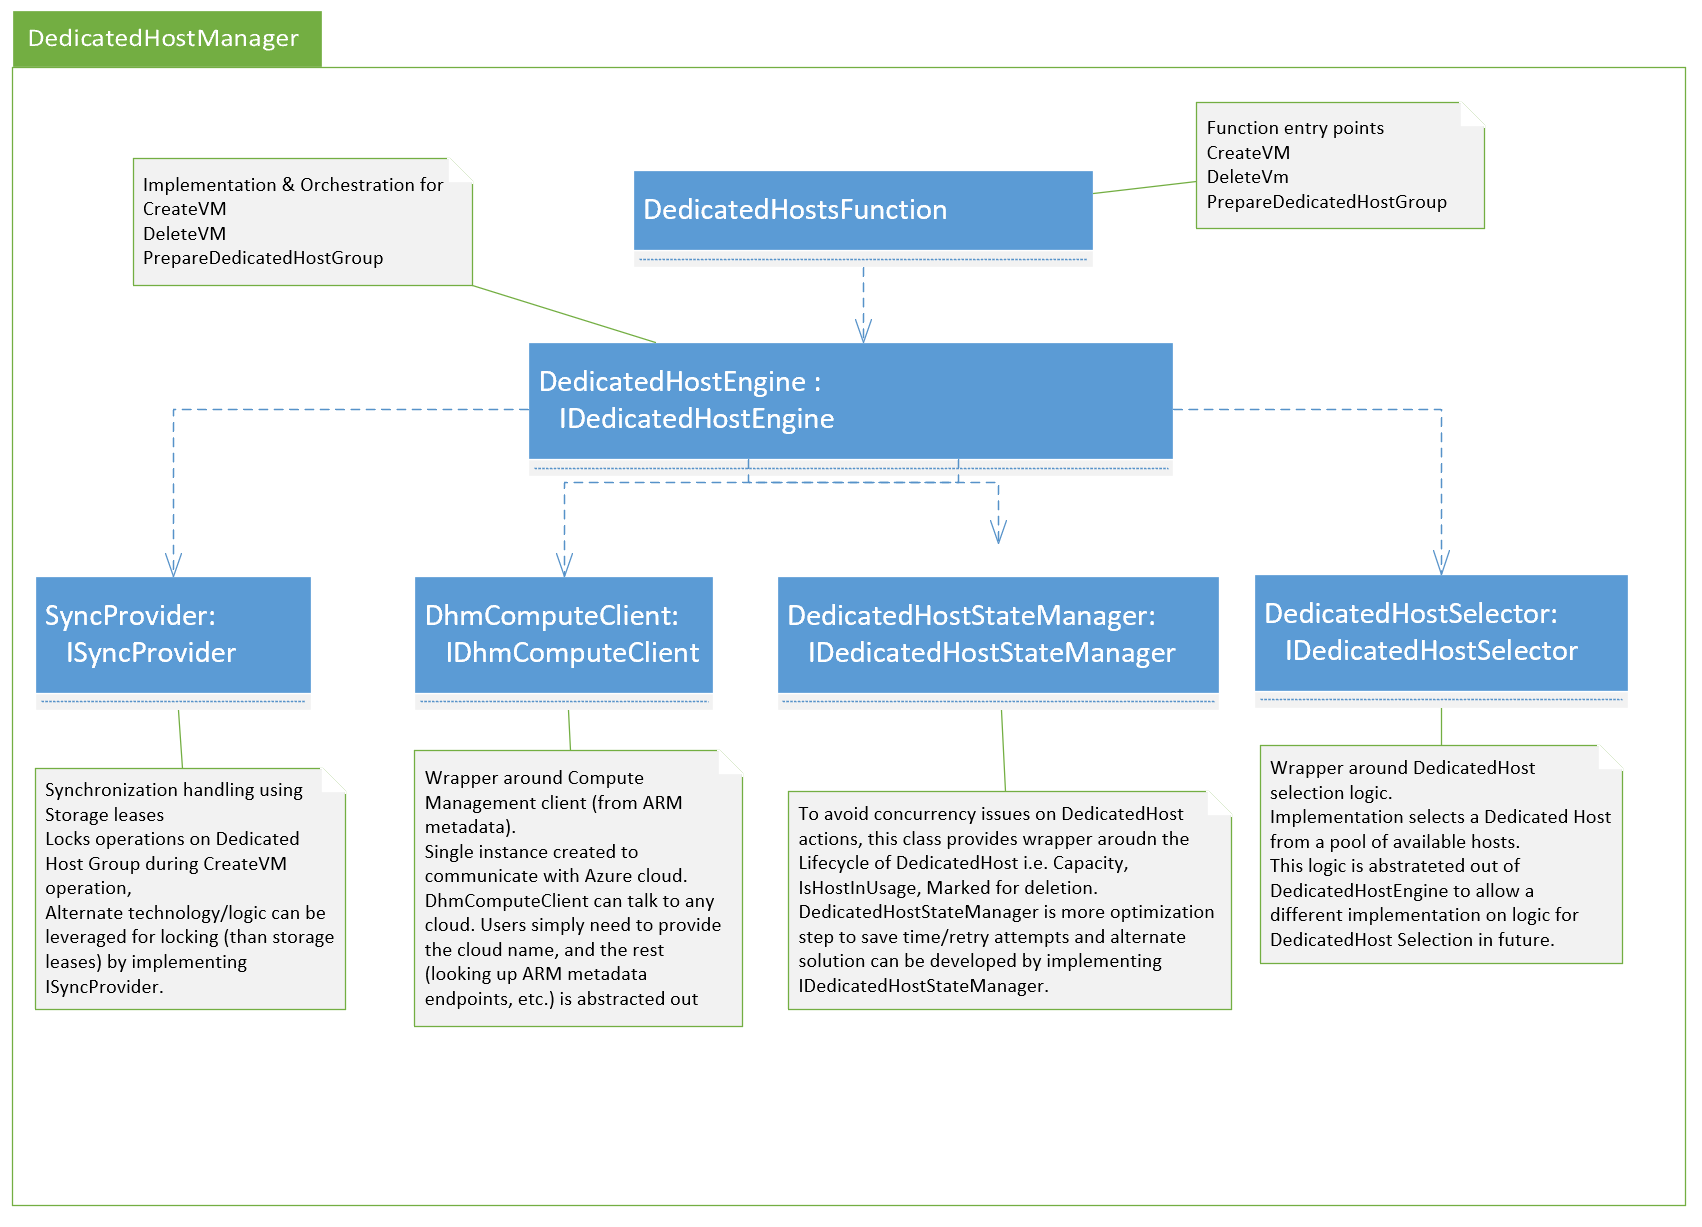 DedicatedHostManager
Function entry points
CreateVM
DeleteVm
PrepareDedicatedHostGroup
Implementation & Orchestration for
CreateVM
DeleteVM
PrepareDedicatedHostGroup
DedicatedHostsFunction
DedicatedHostEngine :
IDedicatedHostEngine
SyncProvider:
ISyncProvider
DhmComputeClient:
IDhmComputeClient
DedicatedHostStateManager:
IDedicatedHostStateManager
DedicatedHostSelector:
IDedicatedHostSelector
Synchronization handling using
Storage leases
Locks operations on Dedicated
Host Group during CreateVM
operation,
Alternate technology/logic can be
leveraged for locking (than storage
leases) by implementing
ISyncProvider.
Wrapper around Compute
Management client (from ARM
metadata).
Single instance created to
communicate with Azure cloud.
DhmComputeClient can talk to any
cloud. Users simply need to provide
the cloud name, and the rest
(looking up ARM metadata
endpoints, etc.) is abstracted out
To avoid concurrency issues on DedicatedHost
actions, this class provides wrapper aroudn the
Lifecycle of DedicatedHost i.e. Capacity,
IsHostInUsage, Marked for deletion.
DedicatedHostStateManager is more optimization
step to save time/retry attempts and alternate
solution can be developed by implementing
IDedicatedHostStateManager.
Wrapper around DedicatedHost
selection logic.
Implementation selects a Dedicated Host
from a pool of available hosts.
This logic is abstrateted out of
DedicatedHostEngine to allow a
different implementation on logic for
DedicatedHost Selection in future.